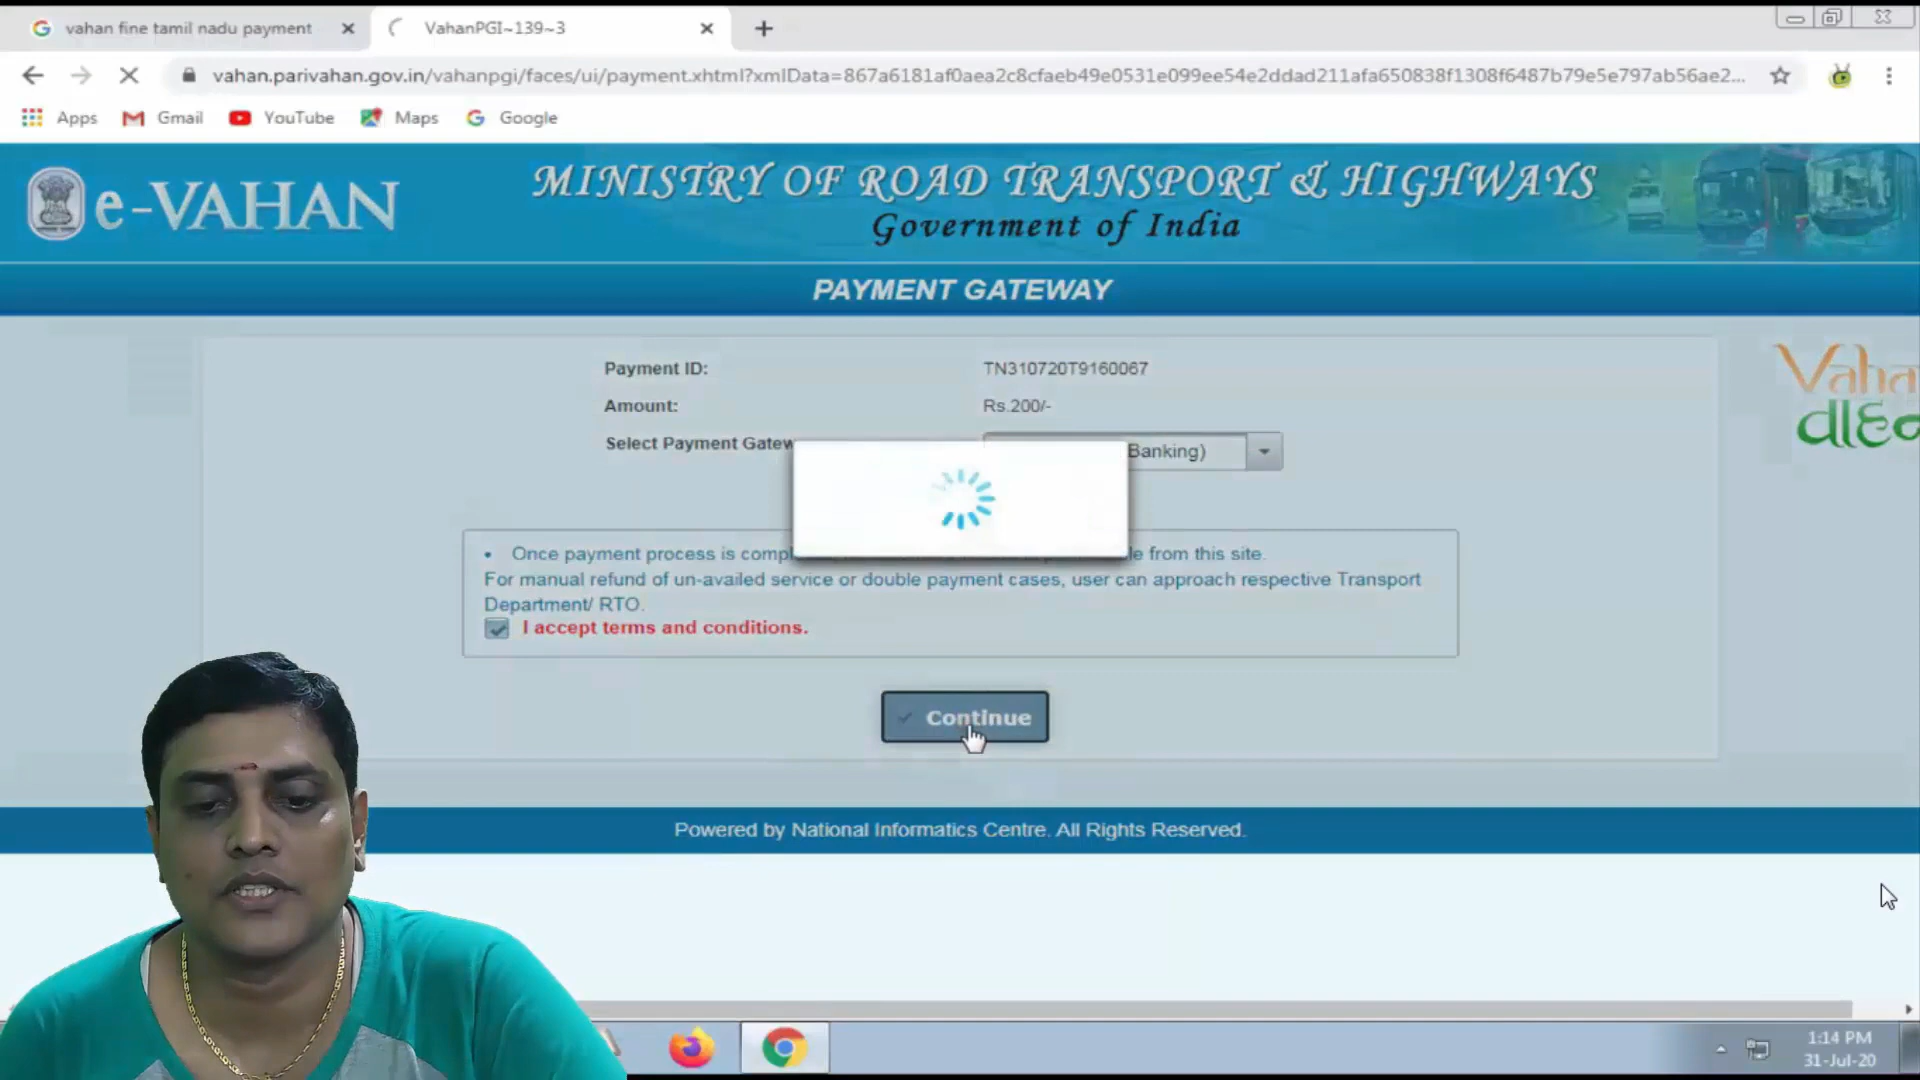 vahan fine tamil nadu payment
VahanPGI~139~3
vahan.parivahan.gov.in/vahanpgi/faces/ui/payment.xhtml?xmlData=867a6181af0aea2c8cfaeb49e0531e099ee54e2ddad211afa650838f1308f6487b79e5e797ab56ae2...
Apps Gmail YouTube Maps Google
e-VAHAN
MINISTRY OF ROAD TRANSPORT & HIGHWAYS
Government of India
PAYMENT GATEWAY
Payment ID: TN310720T9160067
Amount: Rs.200/-
Select Payment Banking)
• Once payment process is from this site.
For manual refund of un-availed service or double payment cases, user can approach respective Transport
Department/ RTO.
I accept terms and conditions.
Continue
Powered by National Informatics Centre. All Rights Reserved.
1:14 PM
31-Jul-20